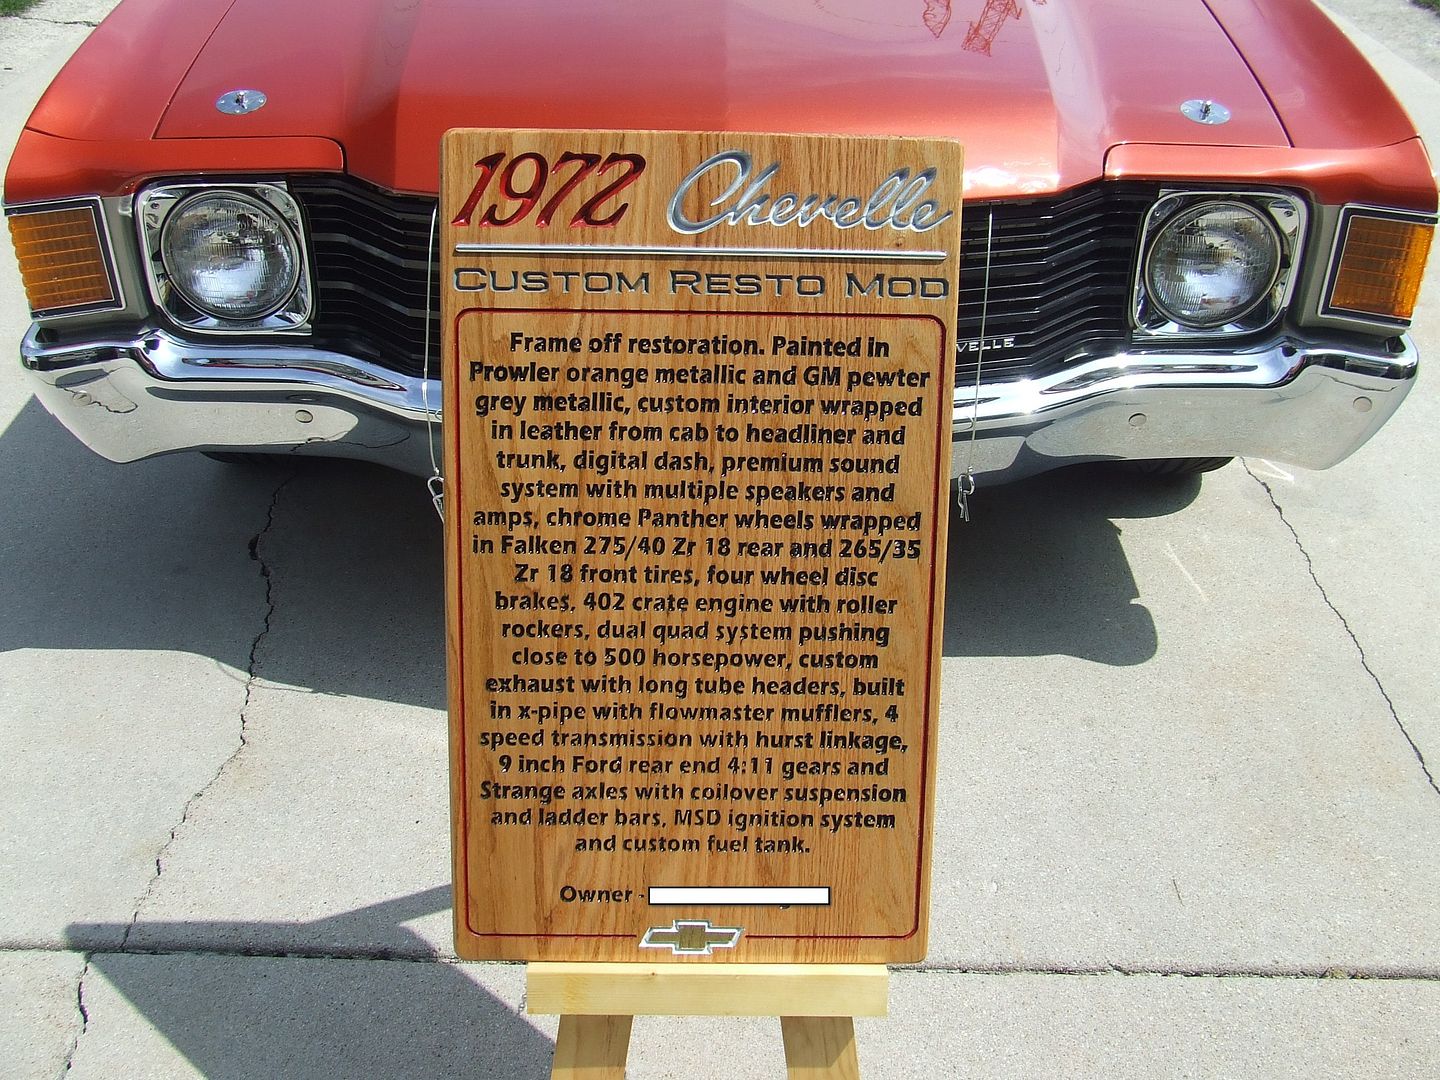 1972 Chevelle
Custom Resto Mod
Frame off restoration. Painted in
Prowler orange metallic and GM pewter
grey metallic, custom interior wrapped
in leather from cab to headliner and
trunk, digital dash, premium sound
system with multiple speakers and
amps, chrome Panther wheels wrapped
in Falken 275/40 Zr 18 rear and 265/35
Zr 18 front tires, four wheel disc
brakes, 402 crate engine with roller
rockers, dual quad system pushing
close to 500 horsepower, custom
exhaust with long tube headers, built
in x-pipe with flowmaster mufflers, 4
speed transmission with hurst linkage,
9 inch Ford rear end 4:11 gears and
Strange axles with coilover suspension
and ladder bars, MSD ignition system
and custom fuel tank.
Owner -
VELLE